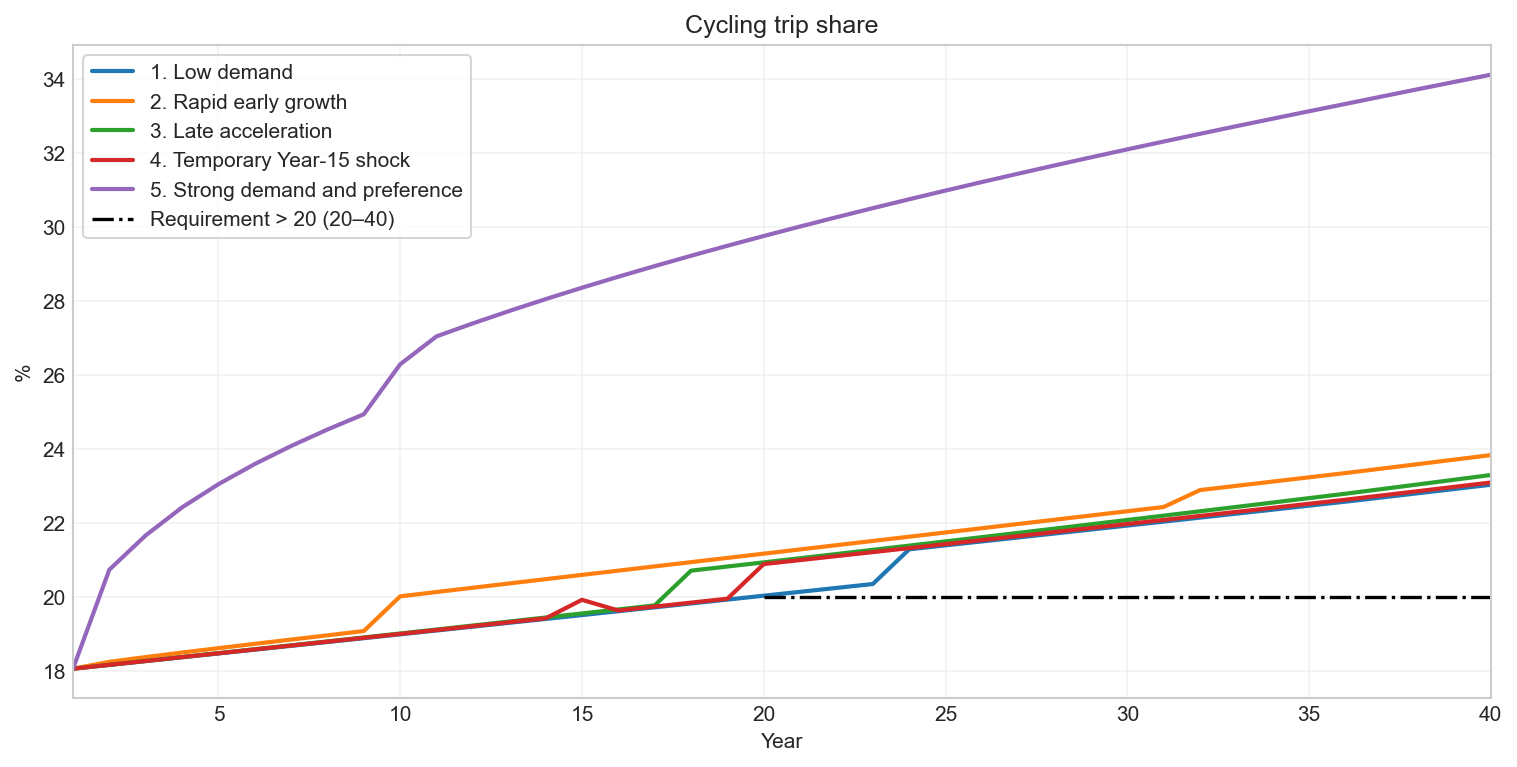 Cycling trip share
1. Low demand
2. Rapid early growth
3. Late acceleration
4. Temporary Year-15 shock
5. Strong demand and preference
Requirement > 20 (20–40)
%
34
32
30
28
26
24
22
20
18
5 10 15 20 25 30 35 40
Year